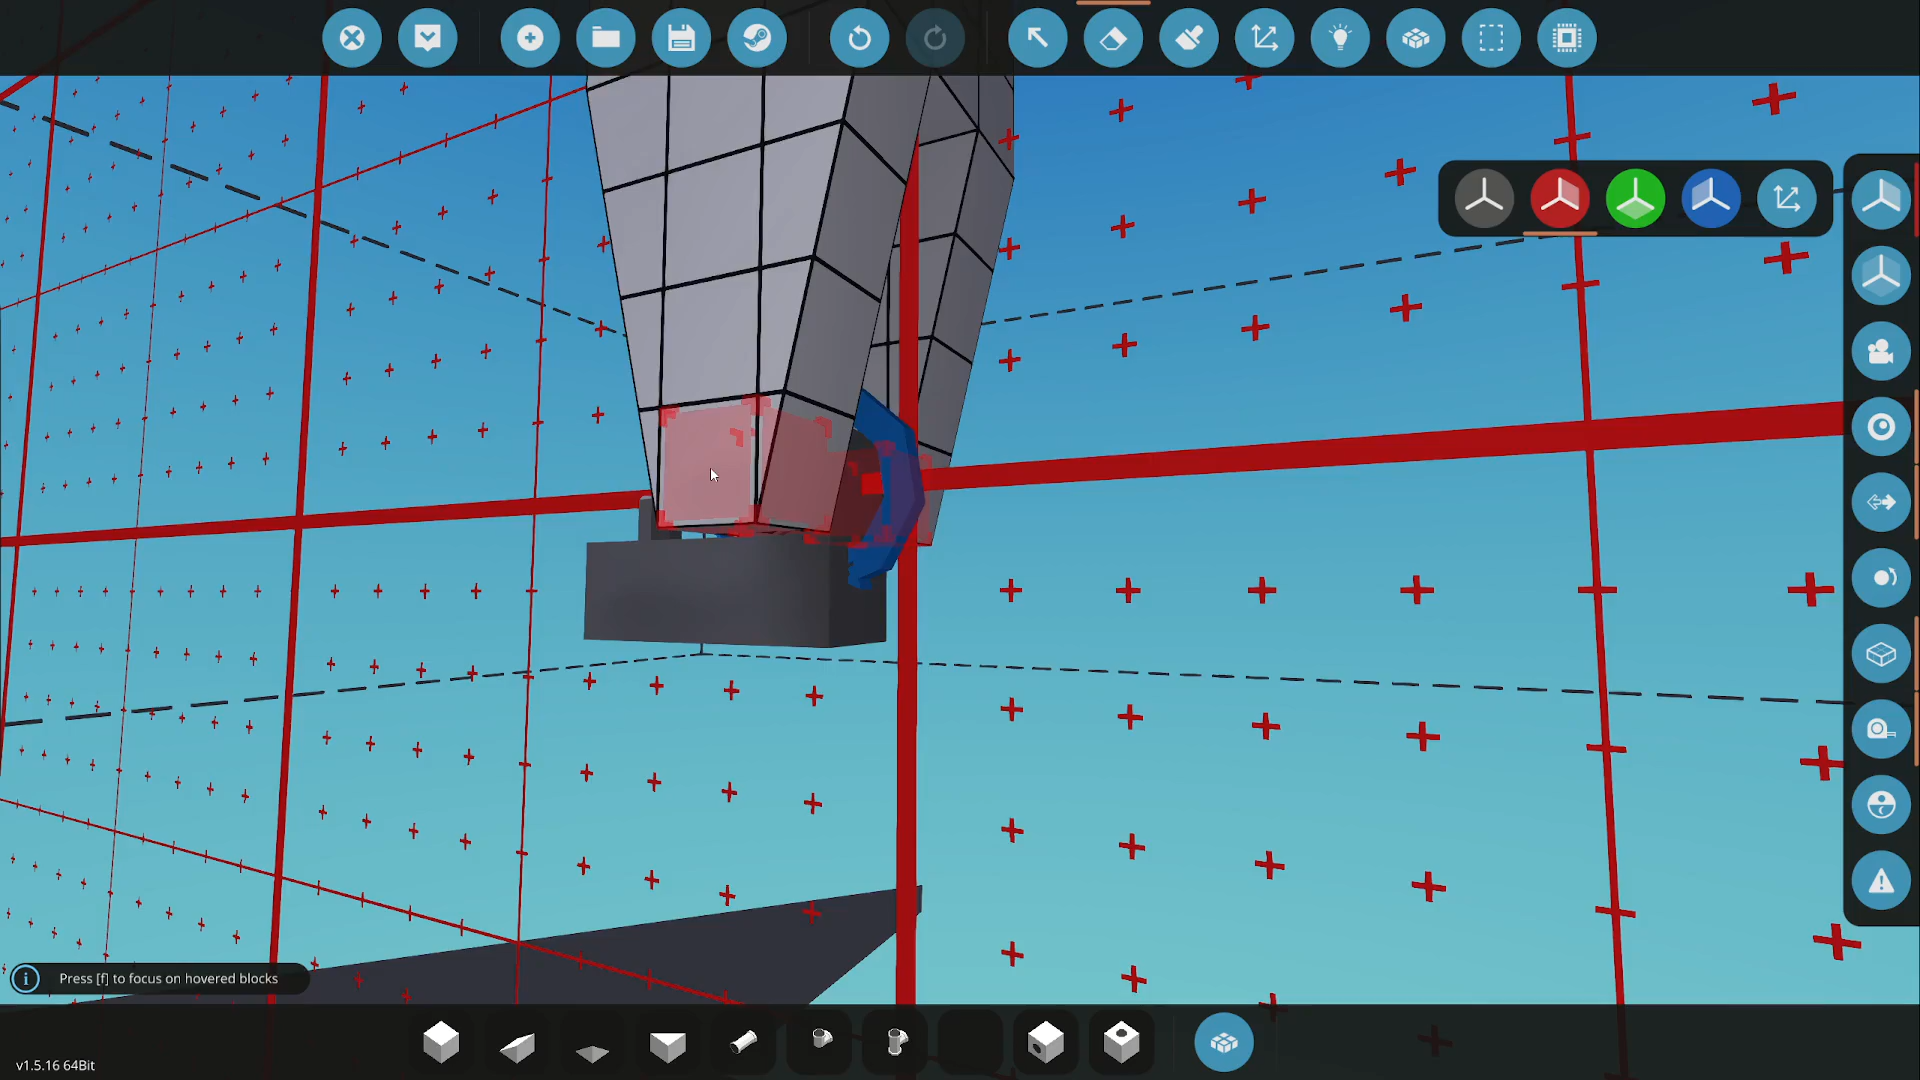 Press [f] to focus on hovered blocks
v1.5.16 64Bit